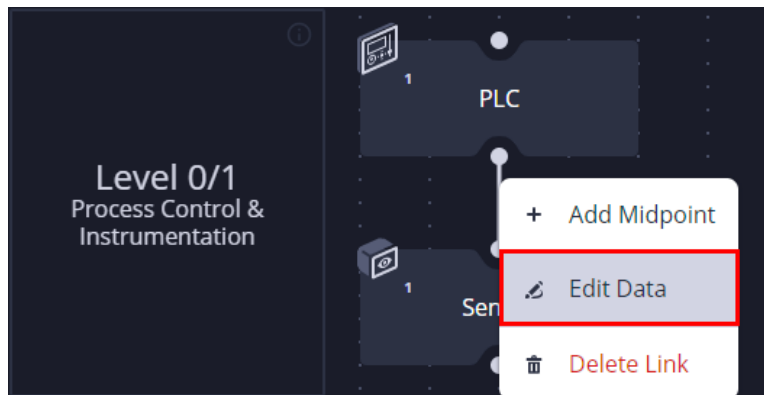 Level 0/1
Process Control &
Instrumentation
1
PLC
1
Sen
+ Add Midpoint
Edit Data
Delete Link